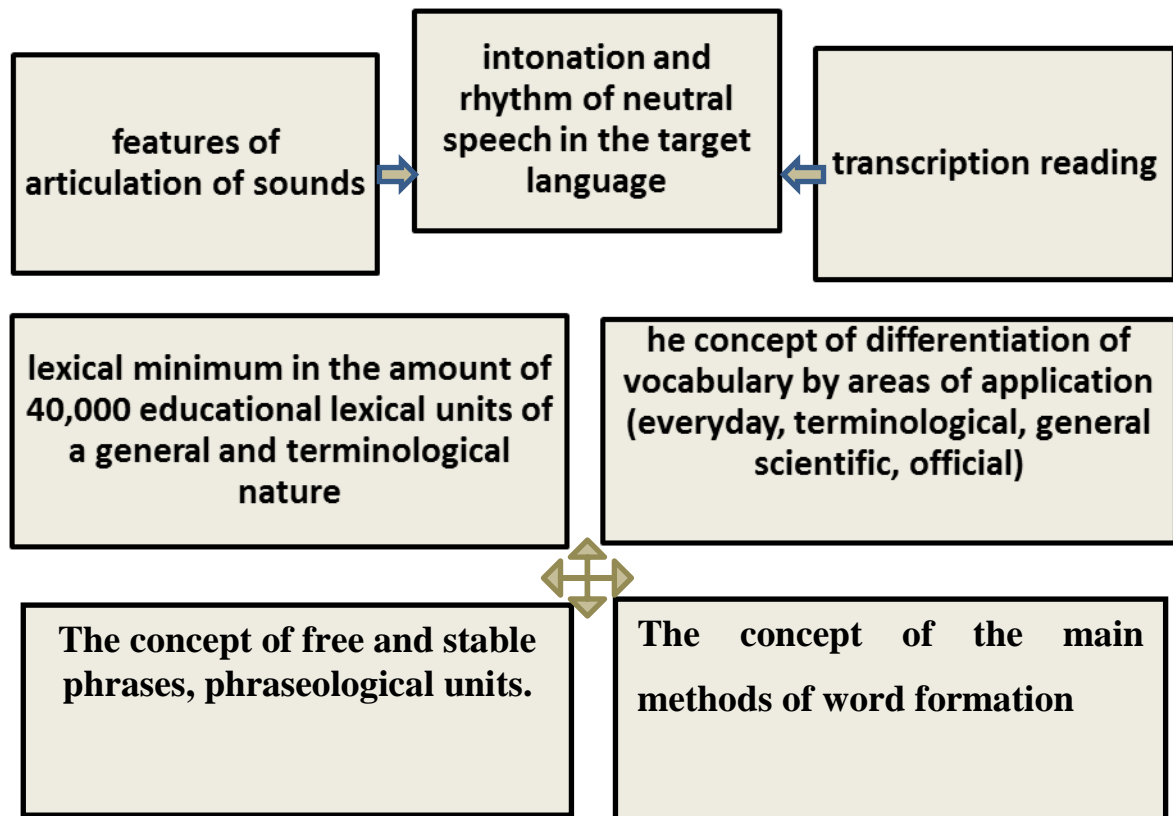 features of
articulation of sounds
intonation and
rhythm of neutral
speech in the target
language
transcription reading
lexical minimum in the amount of
40,000 educational lexical units of
a general and terminological
nature
he concept of differentiation of
vocabulary by areas of application
(everyday, terminological, general
scientific, official)
The concept of free and stable
phrases, phraseological units.
The concept of the main
methods of word formation